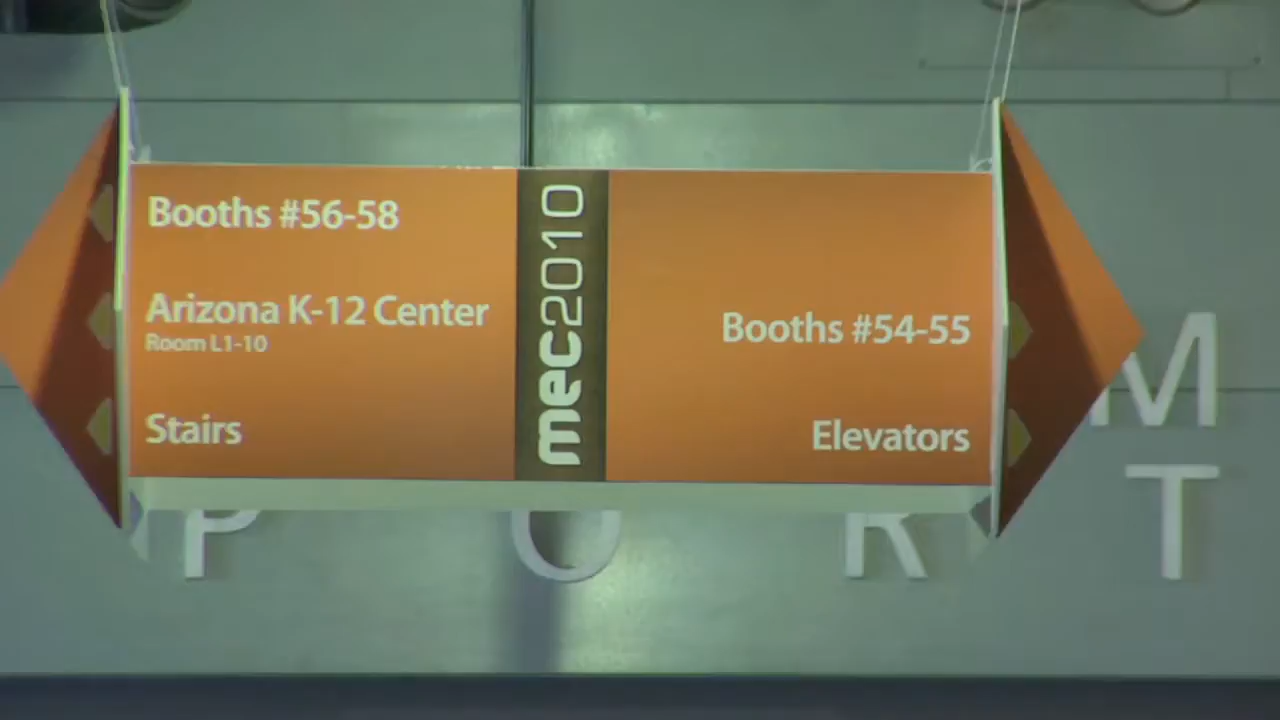 Booths #56-58
Arizona K-12 Center
Room L1-10
Stairs
mec2010
Booths #54-55
Elevators
M
P O R T